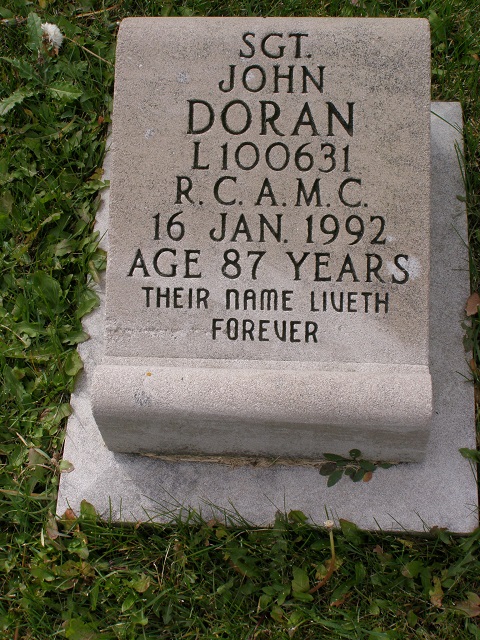 SGT.
JOHN
DORAN
L100631
R.C.A.M.C.
16 JAN. 1992
AGE 87 YEARS
THEIR NAME LIVETH
FOREVER